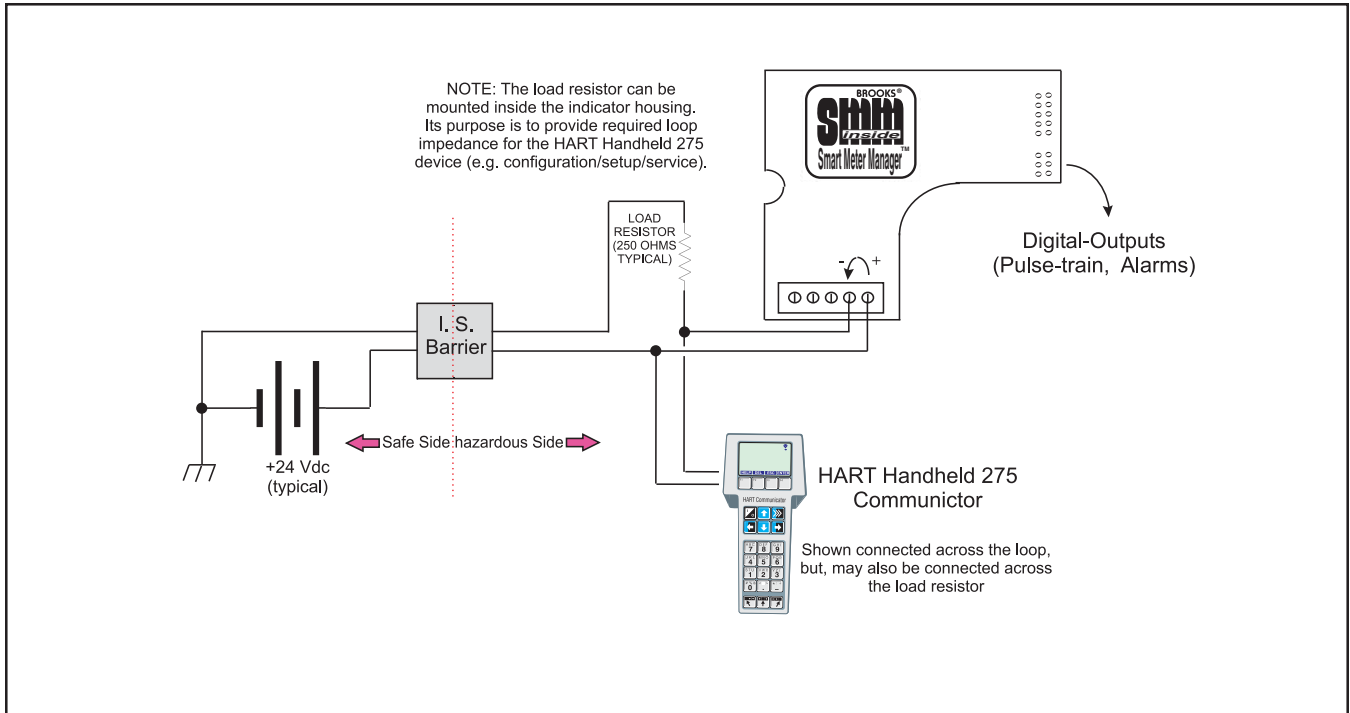 NOTE: The load resistor can be
mounted inside the indicator housing.
Its purpose is to provide required loop
impedance for the HART Handheld 275
device (e.g. configuration/setup/service).
BROOKS®
smm
inside
Smart Meter Manager™
LOAD
RESISTOR
(250 OHMS
TYPICAL)
Digital-Outputs
(Pulse-train, Alarms)
- +
I. S.
Barrier
Safe Side hazardous Side
+24 Vdc
(typical)
HART Handheld 275
Communictor
Shown connected across the loop,
but, may also be connected across
the load resistor
HELP
HART Communicator
7 8 9
4 5 6
1 2 3
0 . -